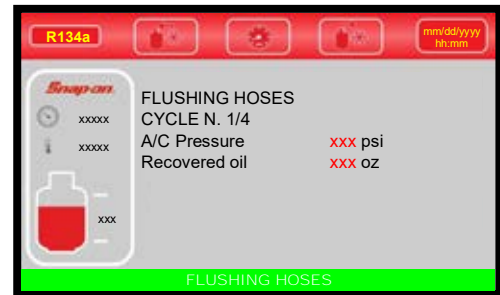 R134a
mm/dd/yyyy
hh:mm
Snap-on
xxxxx
xxxxx
xxx
FLUSHING HOSES
CYCLE N. 1/4
A/C Pressure xxx psi
Recovered oil xxx oz
FLUSHING HOSES